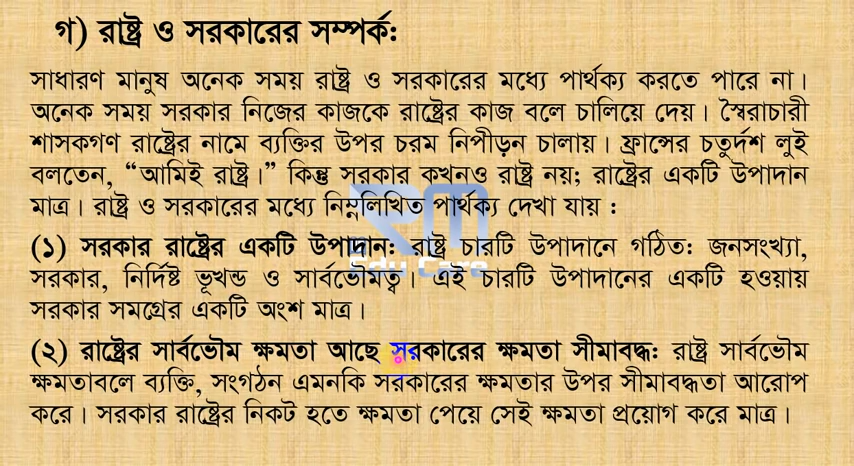 গ) রাষ্ট্র ও সরকারের সম্পর্ক:
সাধারণ মানুষ অনেক সময় রাষ্ট্র ও সরকারের মধ্যে পার্থক্য করতে পারে না।
অনেক সময় সরকার নিজের কাজকে রাষ্ট্রের কাজ বলে চালিয়ে দেয়। স্বৈরাচারী
শাসকগণ রাষ্ট্রের নামে ব্যক্তির উপর চরম নিপীড়ন চালায়। ফ্রান্সের চতুর্দশ লুই
বলতেন, “আমিই রাষ্ট্র।” কিন্তু সরকার কখনও রাষ্ট্র নয়; রাষ্ট্রের একটি উপাদান
মাত্র। রাষ্ট্র ও সরকারের মধ্যে নিম্নলিখিত পার্থক্য দেখা যায় :
(১) সরকার রাষ্ট্রের একটি উপাদান: রাষ্ট্র চারটি উপাদানে গঠিত: জনসংখ্যা,
সরকার, নির্দিষ্ট ভূখন্ড ও সার্বভৌমত্ব। এই চারটি উপাদানের একটি হওয়ায়
সরকার সমগ্রের একটি অংশ মাত্র।
(২) রাষ্ট্রের সার্বভৌম ক্ষমতা আছে সরকারের ক্ষমতা সীমাবদ্ধ: রাষ্ট্র সার্বভৌম
ক্ষমতাবলে ব্যক্তি, সংগঠন এমনকি সরকারের ক্ষমতার উপর সীমাবদ্ধতা আরোপ
করে। সরকার রাষ্ট্রের নিকট হতে ক্ষমতা পেয়ে সেই ক্ষমতা প্রয়োগ করে মাত্র।
RM
Edu Care